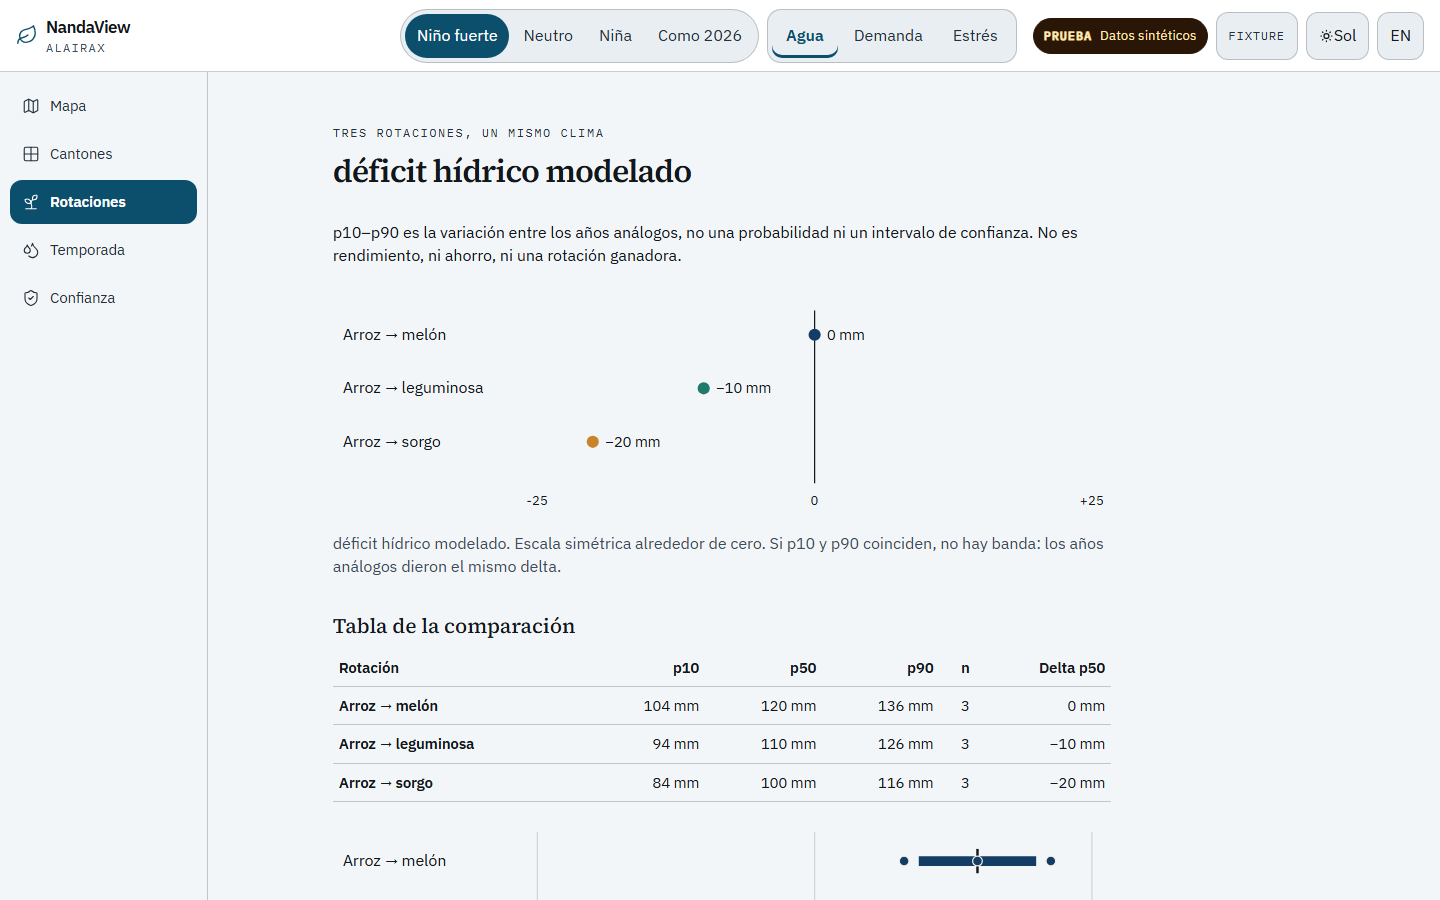 NandaView
ALAIRAX
Niño fuerte Neutro Niña Como 2026
Agua Demanda Estrés
PRUEBA Datos sintéticos
FIXTURE
Sol
EN
Mapa
Cantones
Rotaciones
Temporada
Confianza
TRES ROTACIONES, UN MISMO CLIMA
déficit hídrico modelado
p10–p90 es la variación entre los años análogos, no una probabilidad ni un intervalo de confianza. No es
rendimiento, ni ahorro, ni una rotación ganadora.
Arroz → melón 0 mm
Arroz → leguminosa −10 mm
Arroz → sorgo −20 mm
-25 0 +25
déficit hídrico modelado. Escala simétrica alrededor de cero. Si p10 y p90 coinciden, no hay banda: los años
análogos dieron el mismo delta.
Tabla de la comparación
Rotación p10 p50 p90 n Delta p50
Arroz → melón 104 mm 120 mm 136 mm 3 0 mm
Arroz → leguminosa 94 mm 110 mm 126 mm 3 −10 mm
Arroz → sorgo 84 mm 100 mm 116 mm 3 −20 mm
Arroz → melón